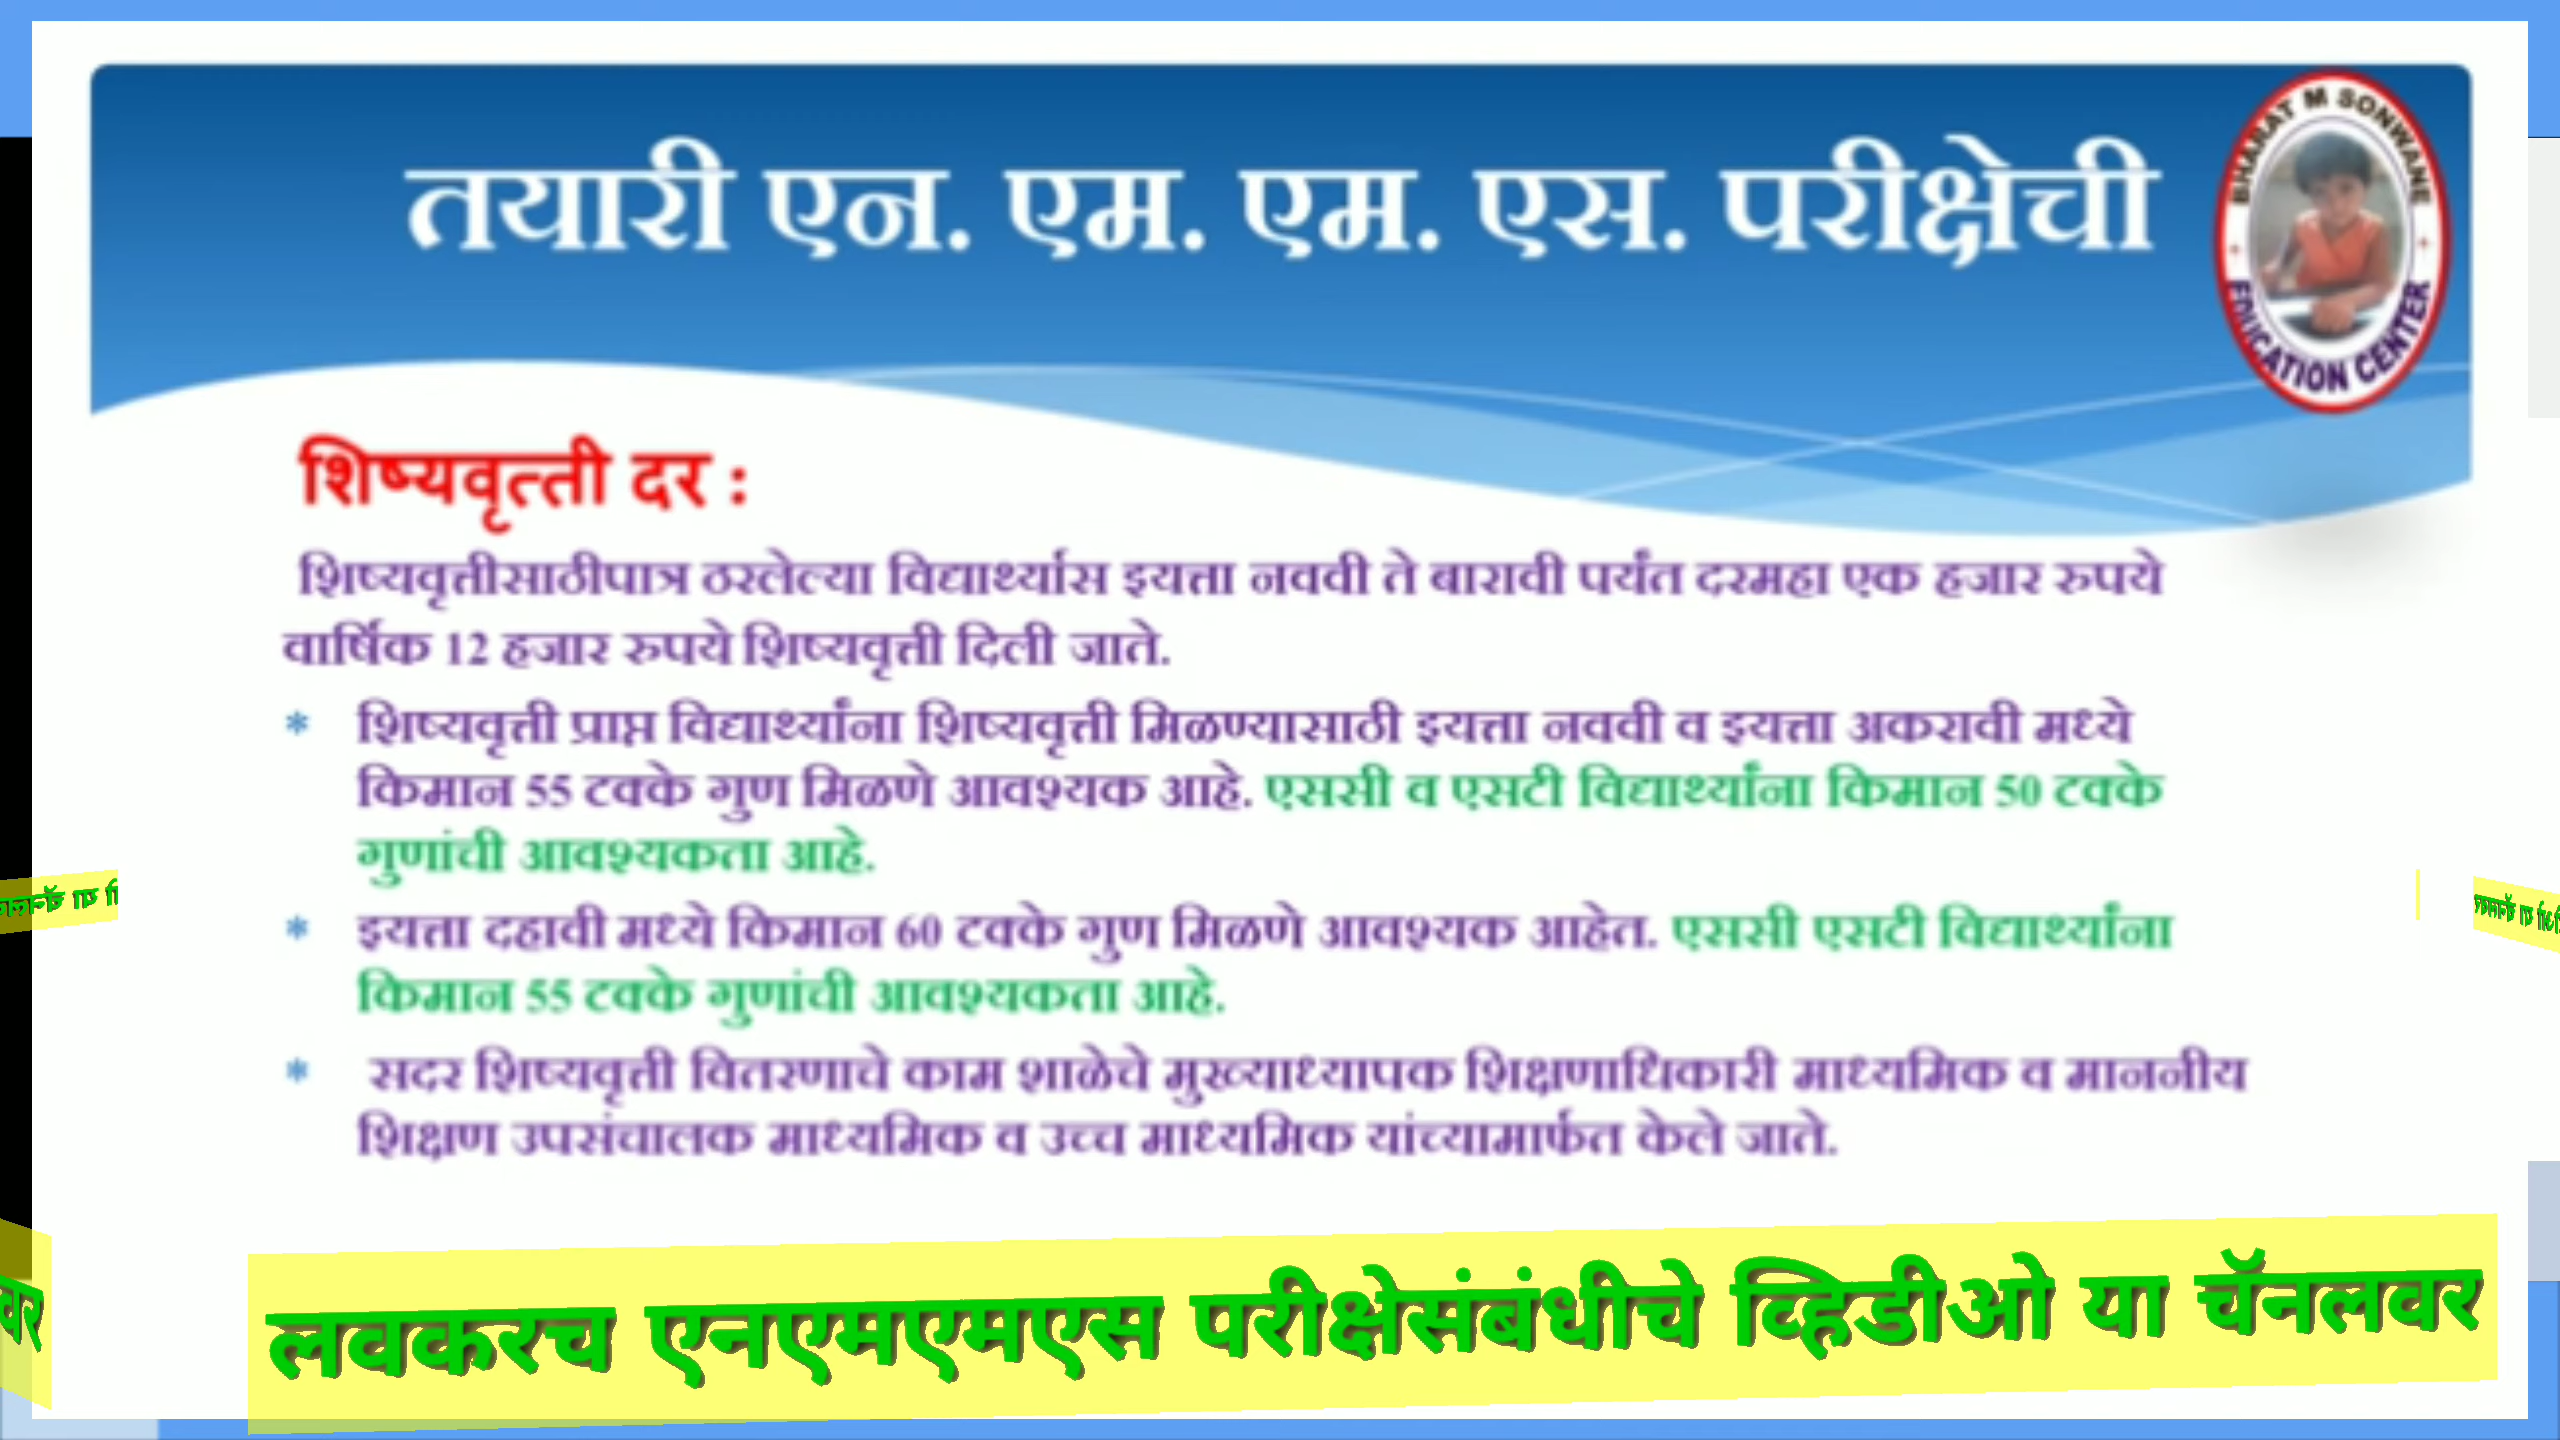 तयारी एन. एम. एम. एस. परीक्षेची
BHARAT M SONWANE
EDUCATION CENTER
शिष्यवृत्ती दर :
शिष्यवृत्तीसाठीपात्र ठरलेल्या विद्यार्थ्यास इयत्ता नववी ते बारावी पर्यंत दरमहा एक हजार रुपये
वार्षिक 12 हजार रुपये शिष्यवृत्ती दिली जाते.
* शिष्यवृत्ती प्राप्त विद्यार्थ्यांना शिष्यवृत्ती मिळण्यासाठी इयत्ता नववी व इयत्ता अकरावी मध्ये
किमान 55 टक्के गुण मिळणे आवश्यक आहे. एससी व एसटी विद्यार्थ्यांना किमान 50 टक्के
गुणांची आवश्यकता आहे.
* इयत्ता दहावी मध्ये किमान 60 टक्के गुण मिळणे आवश्यक आहेत. एससी एसटी विद्यार्थ्यांना
किमान 55 टक्के गुणांची आवश्यकता आहे.
* सदर शिष्यवृत्ती वितरणाचे काम शाळेचे मुख्याध्यापक शिक्षणाधिकारी माध्यमिक व माननीय
शिक्षण उपसंचालक माध्यमिक व उच्च माध्यमिक यांच्यामार्फत केले जाते.
लवकरच एनएमएमएस परीक्षेसंबंधीचे व्हिडीओ या चॅनलवर